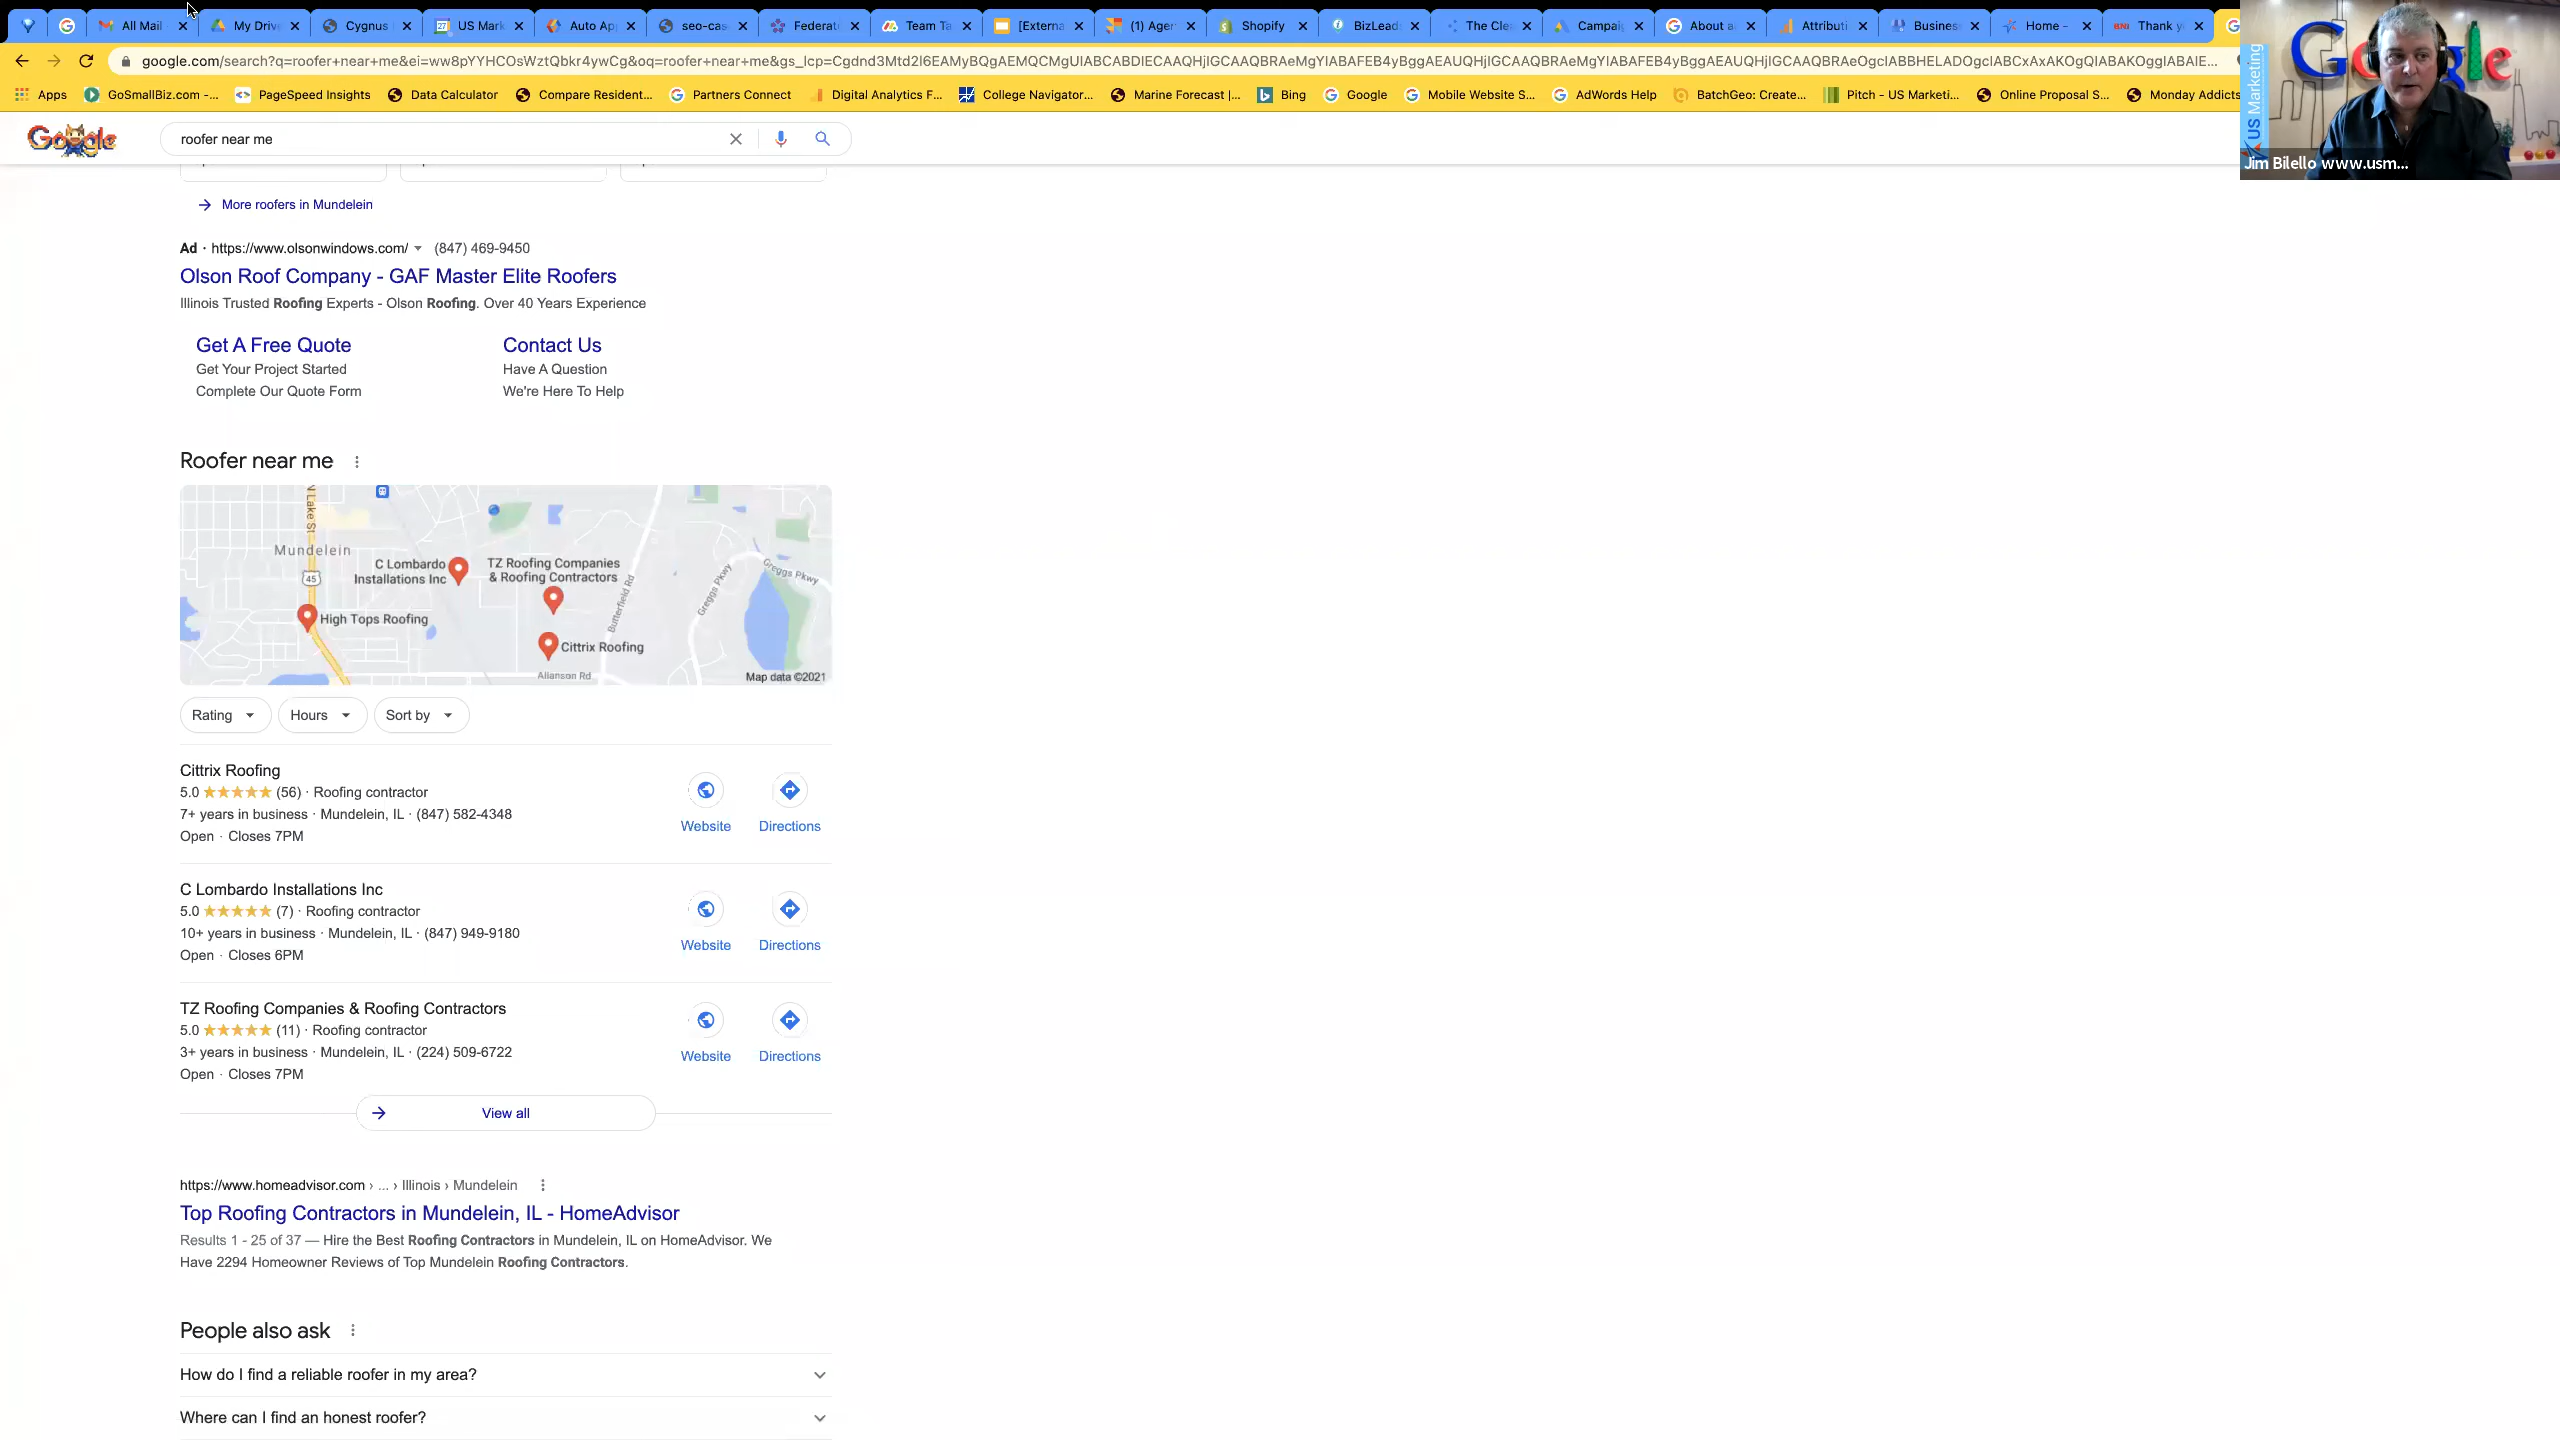 All Mail
My Drive
Cygnus
US Mark
Auto Ap
seo-cas
Federat
Team Ta
[Externa
(1) Agen
Shopify
BizLead
The Cle
Campai
About a
Attributi
Busines
Home -
BNI Thank y
google.com/search?q=roofer+near+me&ei=
roofer near me
Apps
GoSmallBiz.com -...
PageSpeed Insights
Data Calculator
Compare Resident...
Partners Connect
Digital Analytics F...
College Navigator...
Marine Forecast |...
Bing
Google
Mobile Website S...
AdWords Help
BatchGeo: Create...
Pitch - US Marketi...
Online Proposal S...
Monday Addicts
Google
US Marketing
Google
Jim Bilello www.usm...
roofer near me
More roofers in Mundelein
Ad · https://www.olsonwindows.com/ (847) 469-9450
Olson Roof Company - GAF Master Elite Roofers
Illinois Trusted Roofing Experts - Olson Roofing. Over 40 Years Experience
Get A Free Quote
Get Your Project Started
Complete Our Quote Form
Contact Us
Have A Question
We're Here To Help
Roofer near me
N Lake St
Mundelein
45
C Lombardo
Installations Inc
TZ Roofing Companies
& Roofing Contractors
High Tops Roofing
Cittrix Roofing
Butterfield Rd
Greggs Pkwy
Greggs Pkwy
Allanson Rd
Map data ©2021
Rating
Hours
Sort by
Cittrix Roofing
5.0 (56) · Roofing contractor
7+ years in business · Mundelein, IL · (847) 582-4348
Open · Closes 7PM
Website
Directions
C Lombardo Installations Inc
5.0 (7) · Roofing contractor
10+ years in business · Mundelein, IL · (847) 949-9180
Open · Closes 6PM
Website
Directions
TZ Roofing Companies & Roofing Contractors
5.0 (11) · Roofing contractor
3+ years in business · Mundelein, IL · (224) 509-6722
Open · Closes 7PM
Website
Directions
View all
https://www.homeadvisor.com › ... › Illinois › Mundelein
Top Roofing Contractors in Mundelein, IL - HomeAdvisor
Results 1 - 25 of 37 — Hire the Best Roofing Contractors in Mundelein, IL on HomeAdvisor. We
Have 2294 Homeowner Reviews of Top Mundelein Roofing Contractors.
People also ask
How do I find a reliable roofer in my area?
Where can I find an honest roofer?